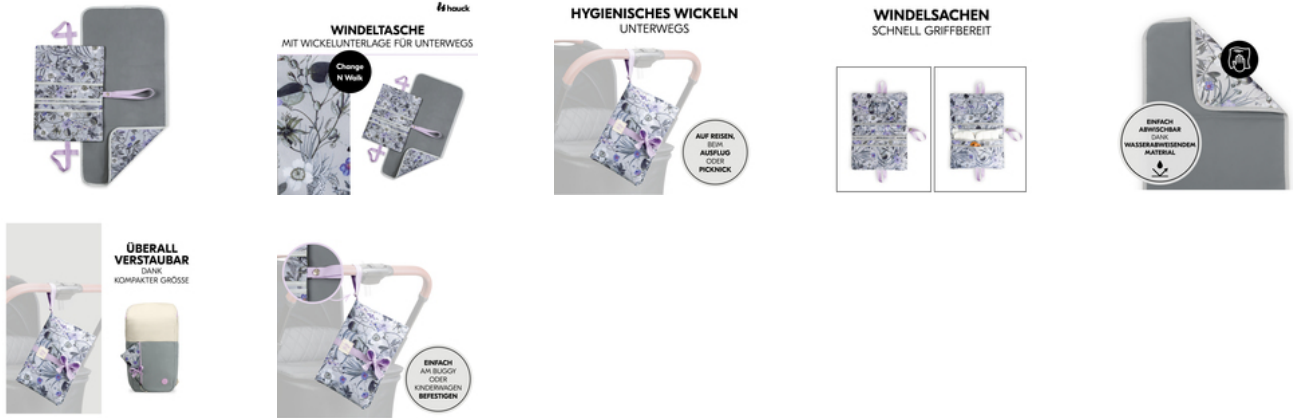 hauck
WINDELTASCHE
MIT WICKELUNTERLAGE FÜR UNTERWEGS
Change
N Walk
HYGIENISCHES WICKELN
UNTERWEGS
AUF REISEN,
BEIM
AUSFLUG
ODER
PICKNICK
WINDELSACHEN
SCHNELL GRIFFBEREIT
EINFACH
ABWISCHBAR
DANK
WASSERABWEISENDEM
MATERIAL
ÜBERALL
VERSTAUBAR
DANK
KOMPAKTER GRÖSSE
EINFACH
AM BUGGY
ODER
KINDERWAGEN
BEFESTIGEN